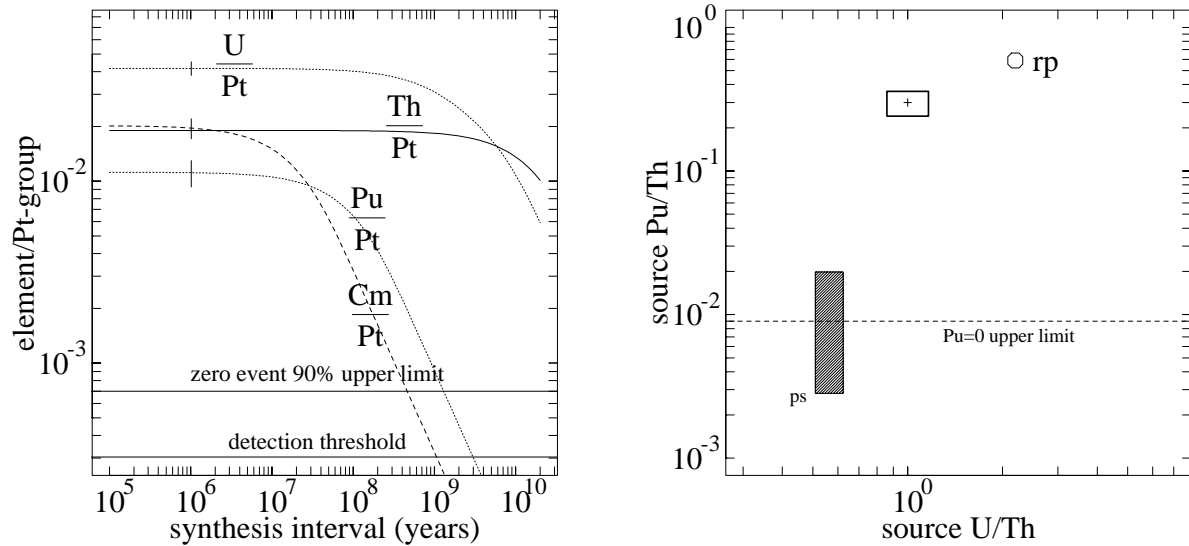 element/Pt-group
10^-2
10^-3
U
Pt
Th
Pt
Pu
Pt
Cm
Pt
zero event 90% upper limit
detection threshold
10^5 10^6 10^7 10^8 10^9 10^10
synthesis interval (years)
source Pu/Th
10^0
10^-1
10^-2
10^-3
rp
Pu=0 upper limit
ps
10^0
source U/Th